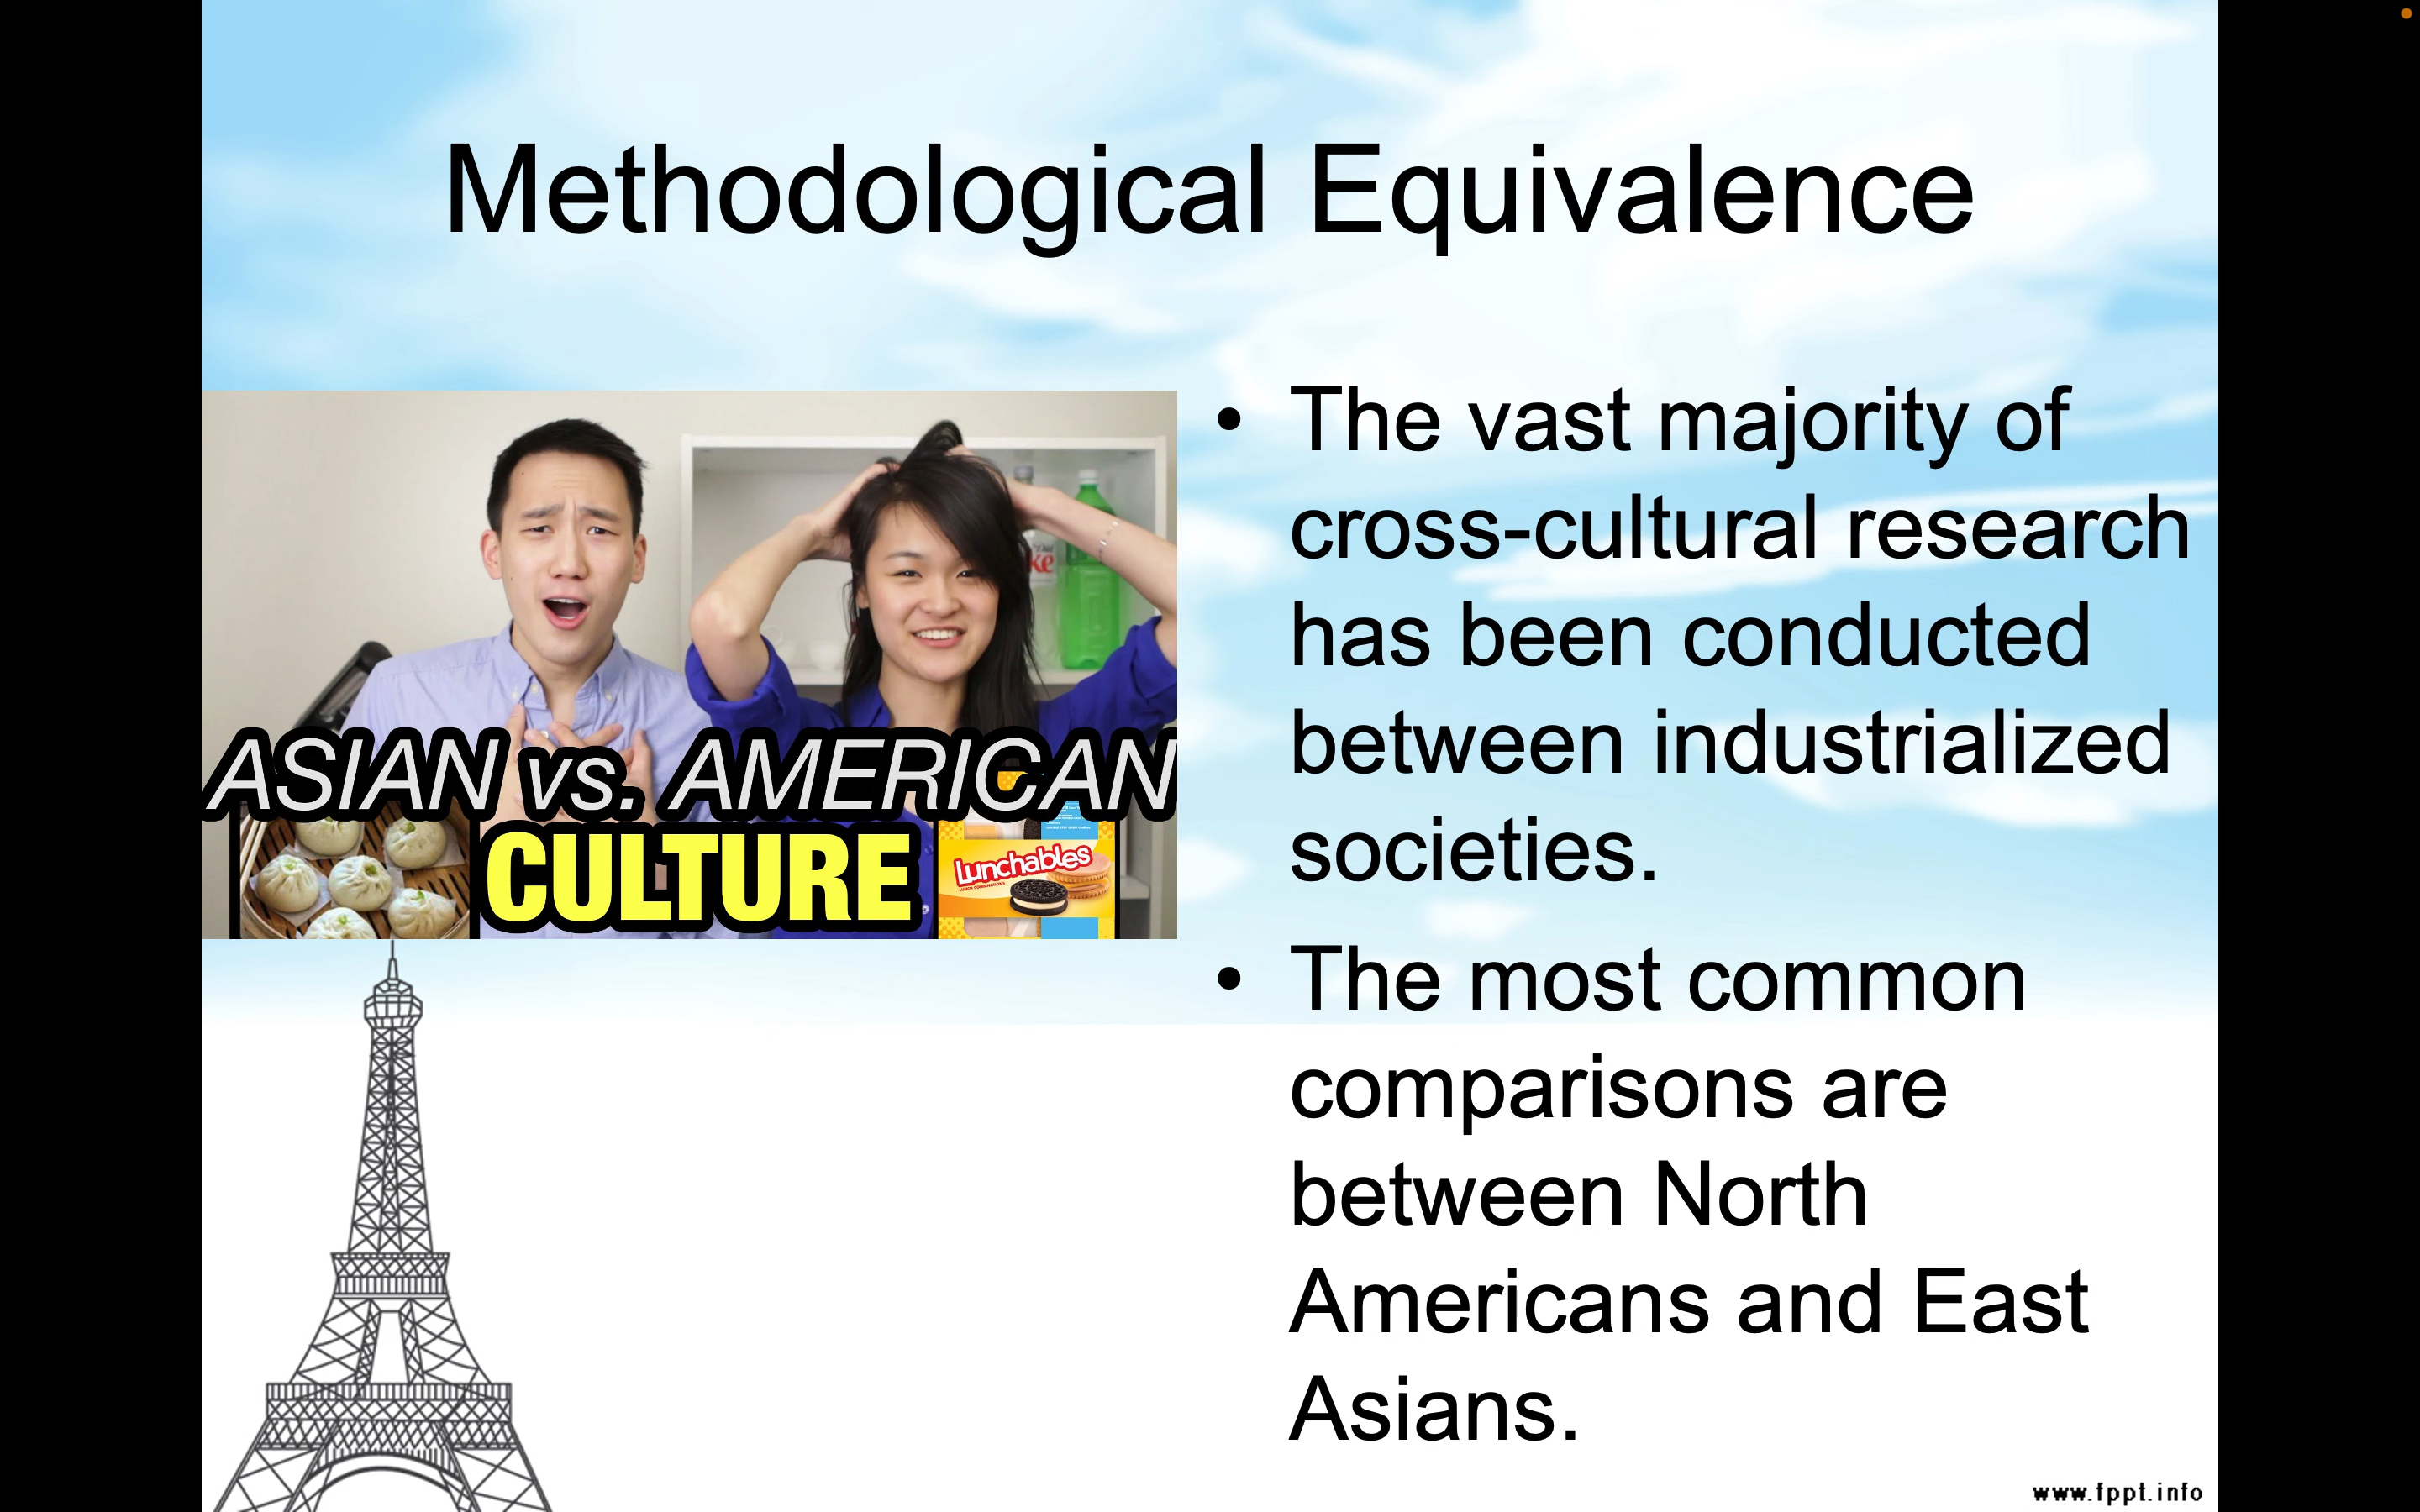 Methodological Equivalence
ASIAN vs. AMERICAN
CULTURE
Lunchables
• The vast majority of
cross-cultural research
has been conducted
between industrialized
societies.
• The most common
comparisons are
between North
Americans and East
Asians.
www.fppt.info